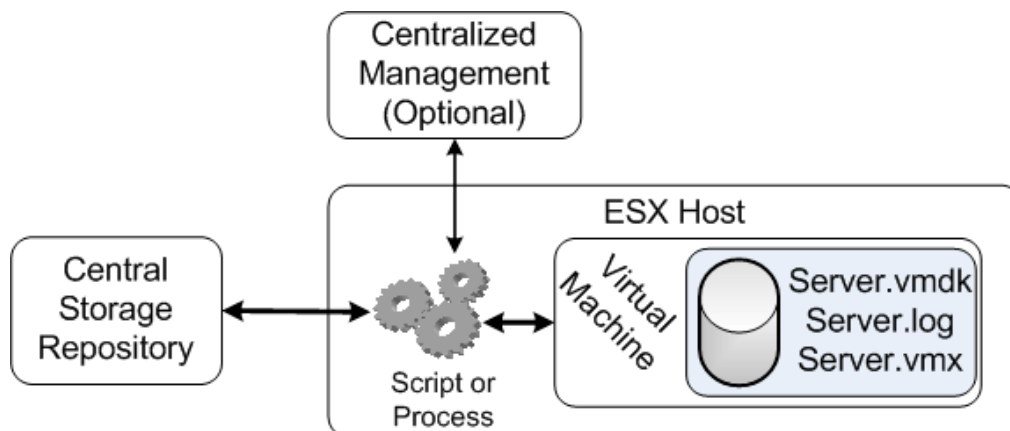 Centralized
Management
(Optional)
ESX Host
Central
Storage
Repository
Script or
Process
Virtual
Machine
Server.vmdk
Server.log
Server.vmx